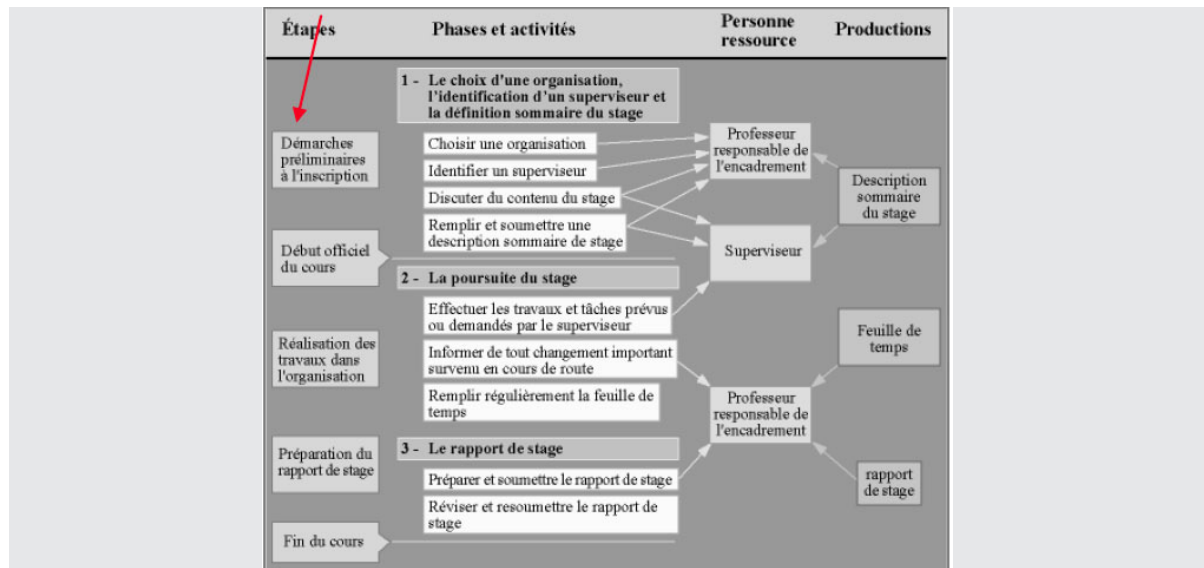 Étapes
Phases et activités
Personne
ressource
Productions
1 - Le choix d'une organisation,
l'identification d'un superviseur et
la définition sommaire du stage
Démarches
préliminaires
à l'inscription
Choisir une organisation
Identifier un superviseur
Discuter du contenu du stage
Remplir et soumettre une
description sommaire de stage
Professeur
responsable de
l'encadrement
Description
sommaire
du stage
Superviseur
Début officiel
du cours
2 - La poursuite du stage
Effectuer les travaux et tâches prévus
ou demandés par le superviseur
Informer de tout changement important
survenu en cours de route
Remplir régulièrement la feuille de
temps
Réalisation des
travaux dans
l'organisation
Feuille de
temps
Professeur
responsable de
l'encadrement
Préparation du
rapport de stage
3 - Le rapport de stage
Préparer et soumettre le rapport de stage
Réviser et resoumettre le rapport de
stage
rapport
de stage
Fin du cours